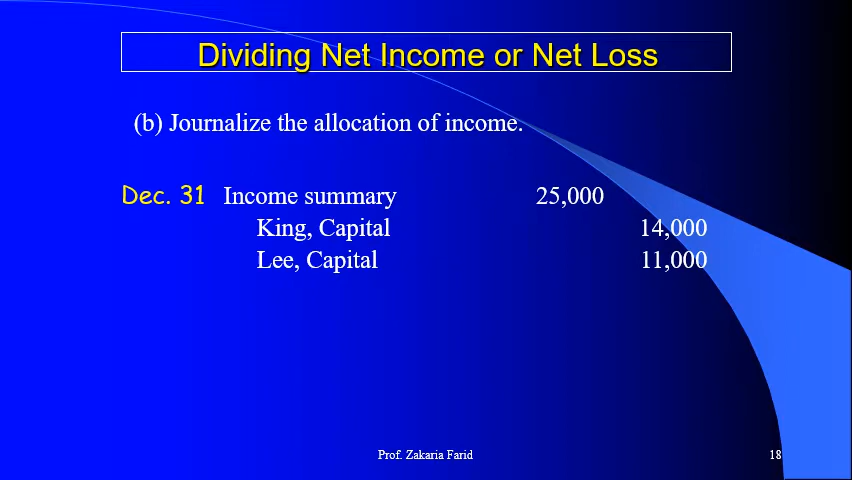 Dividing Net Income or Net Loss
(b) Journalize the allocation of income.
Dec. 31 Income summary 25,000
King, Capital 14,000
Lee, Capital 11,000
Prof. Zakaria Farid 18